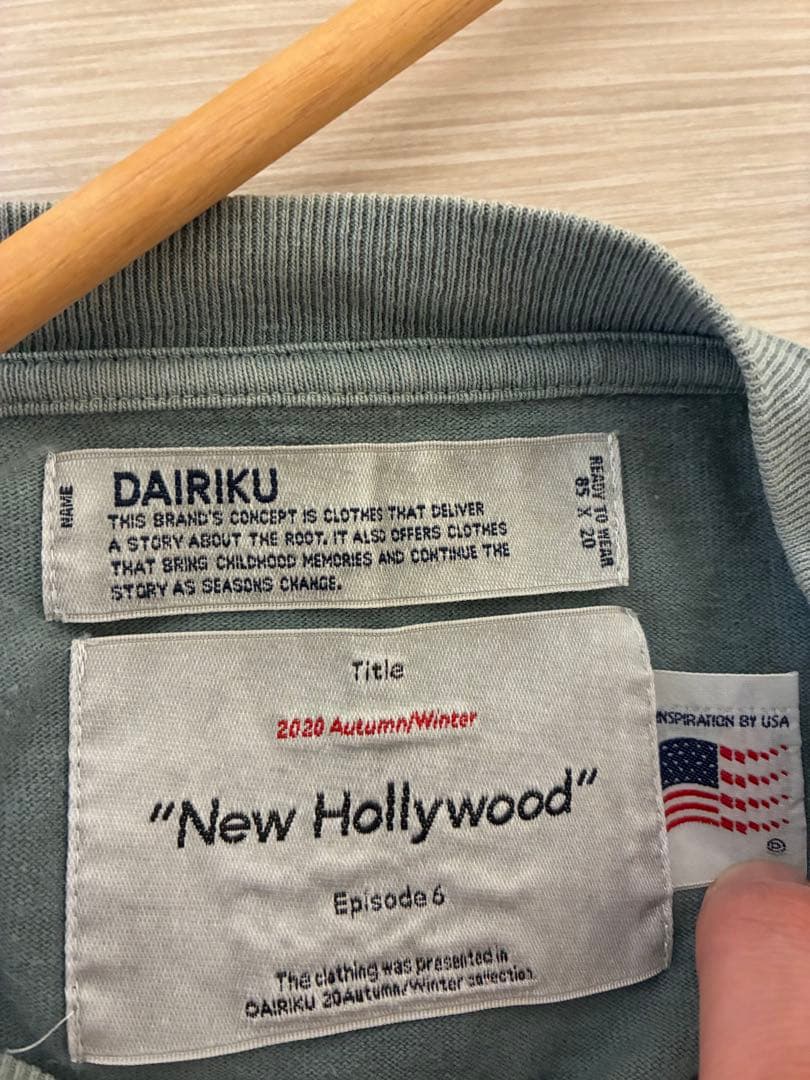 NAME
DAIRIKU
THIS BRAND'S CONCEPT IS CLOTHES THAT DELIVER
A STORY ABOUT THE ROOT. IT ALSO OFFERS CLOTHES
THAT BRING CHILDHOOD MEMORIES AND CONTINUE THE
STORY AS SEASONS CHANGE.
READY TO WEAR
85 X 20
Title
2020 Autumn/Winter
"New Hollywood"
Episode 6
The clothing was presented in
DAIRIKU 20Autumn/Winter collection
INSPIRATION BY USA
Ⓟ